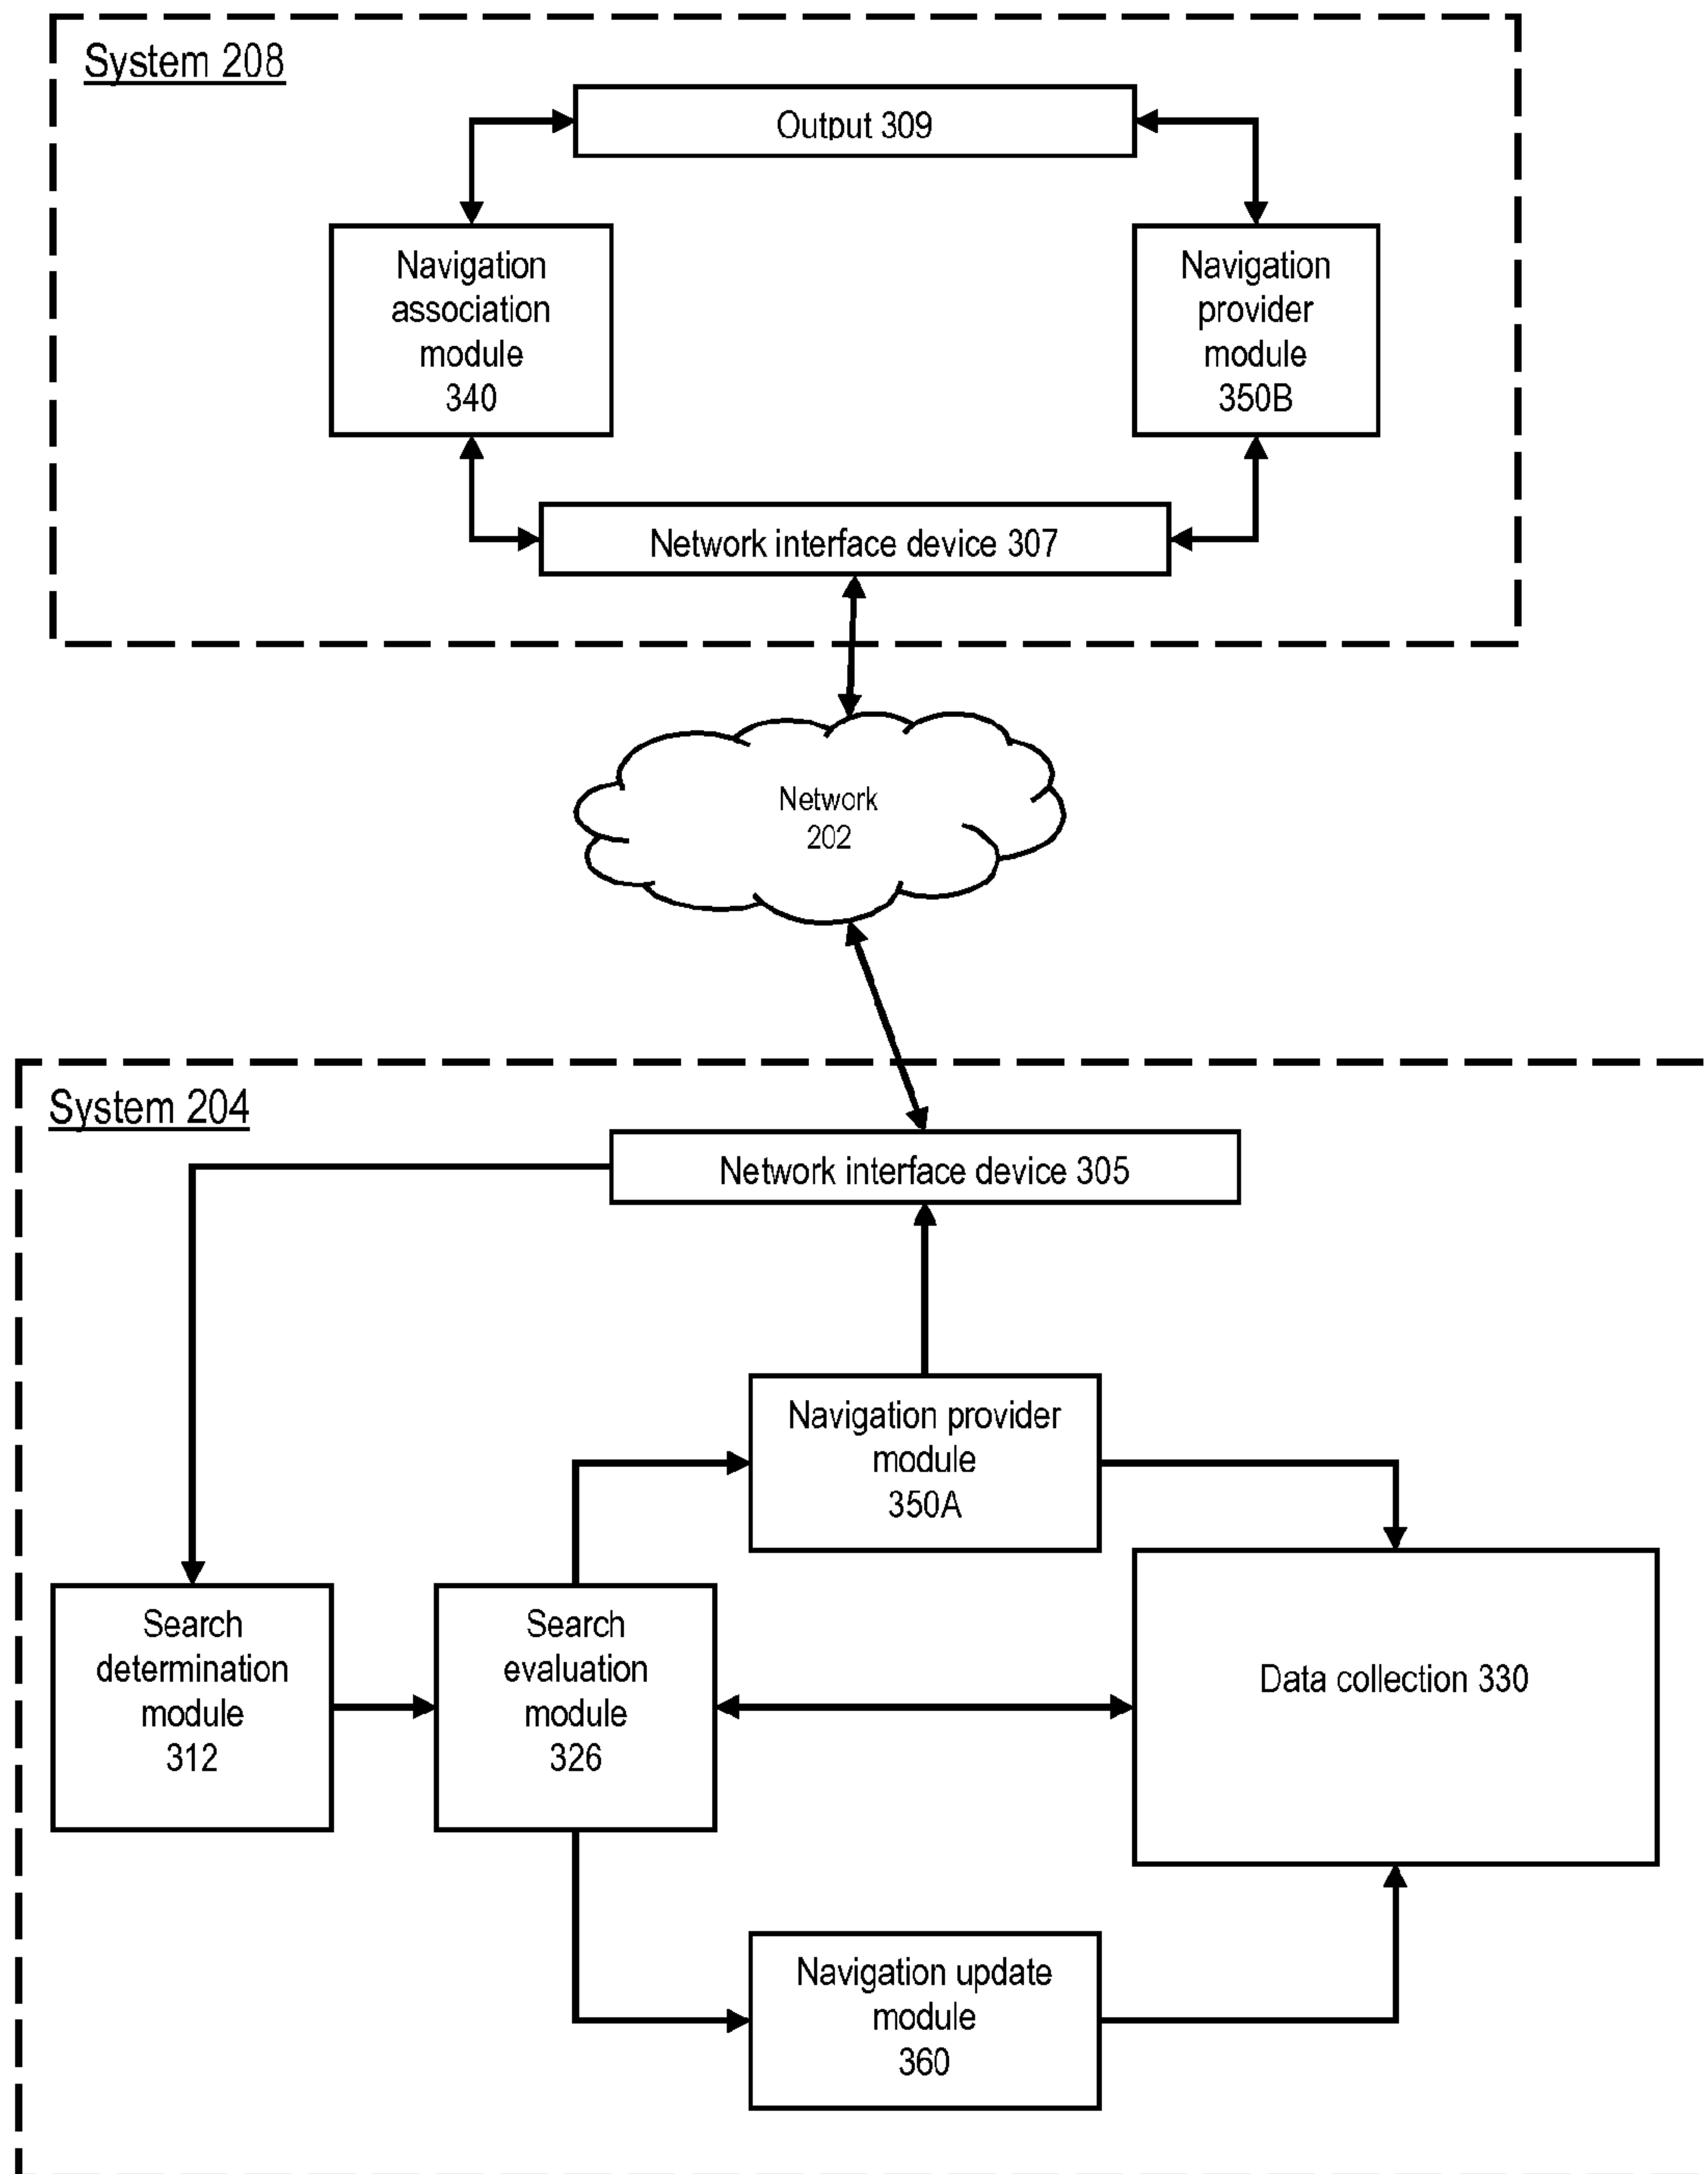 System 208
Output 309
Navigation
association
module
340
Navigation
provider
module
350B
Network interface device 307
Network
202
System 204
Network interface device 305
Navigation provider
module
350A
Search
determination
module
312
Search
evaluation
module
326
Data collection 330
Navigation update
module
360